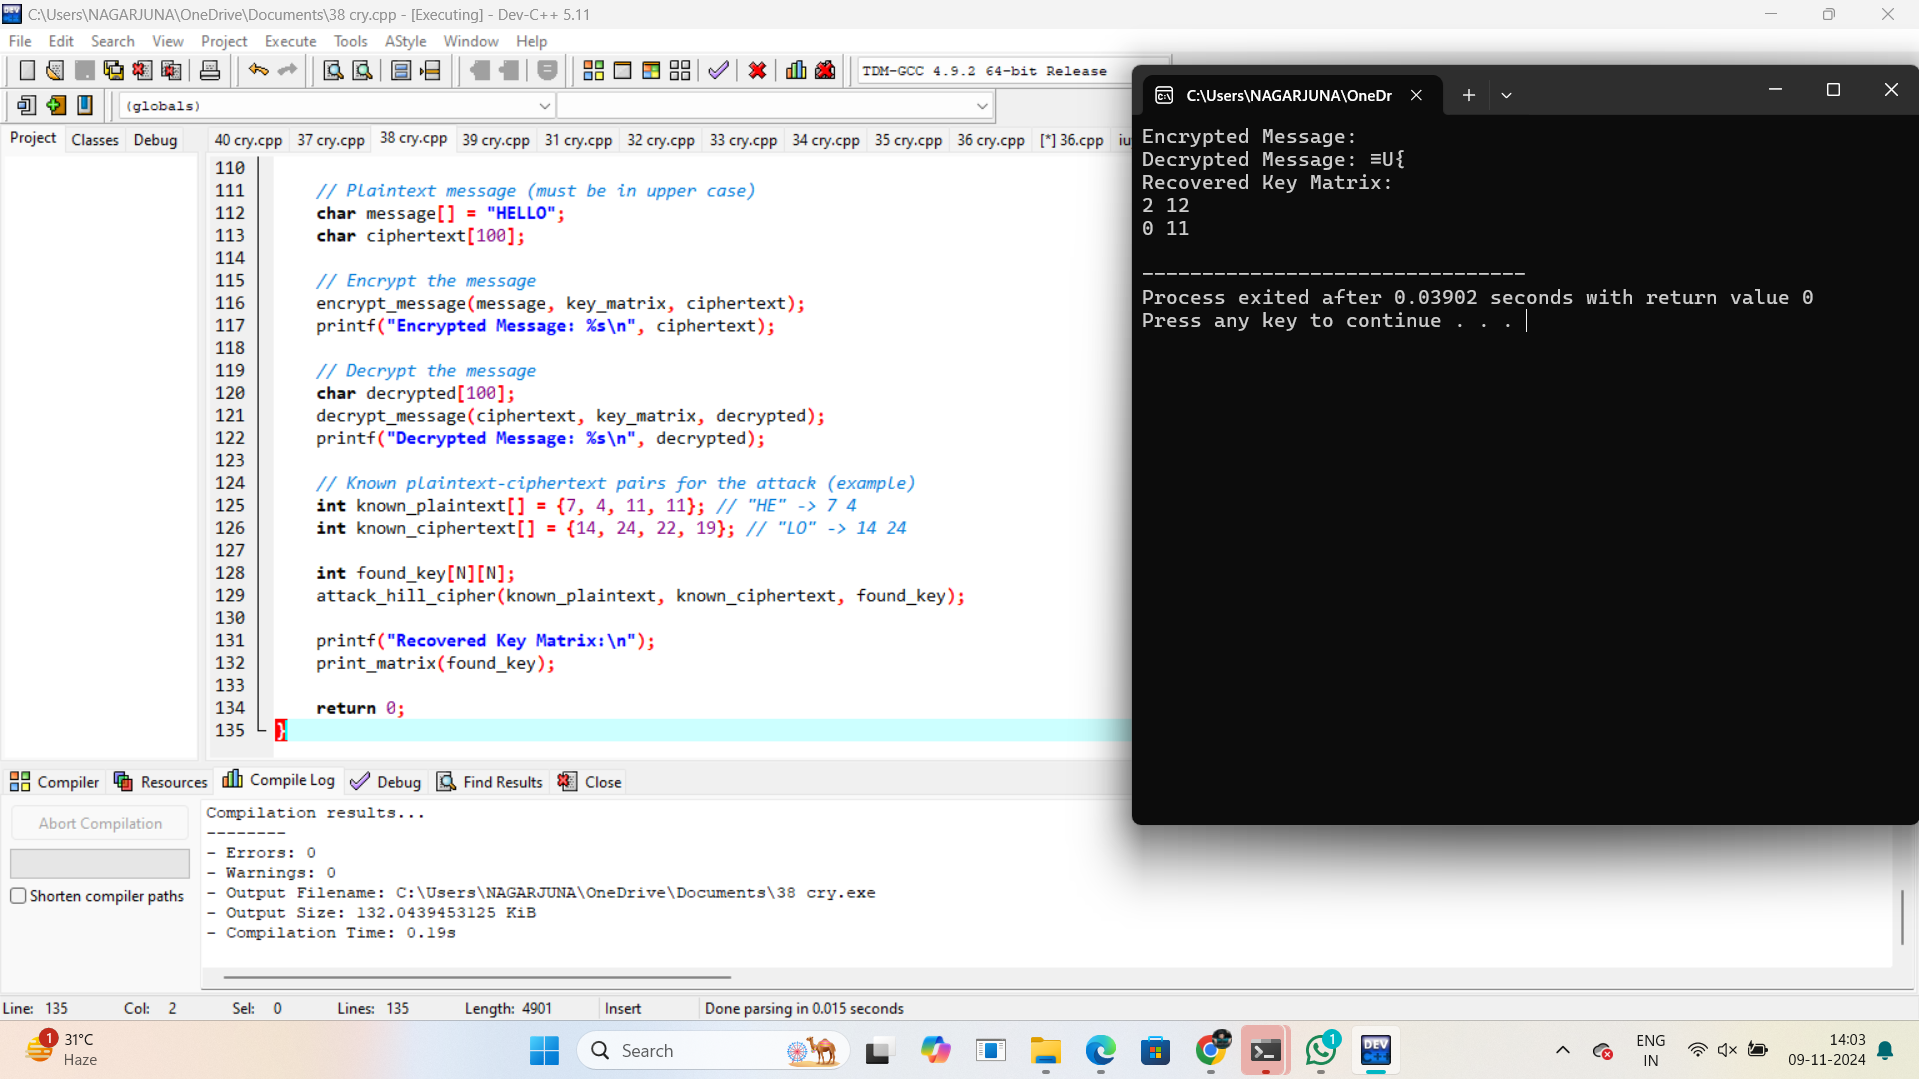 C:\Users\NAGARJUNA\OneDrive\Documents\38 cry.cpp - [Executing] - Dev-C++ 5.11
File Edit Search View Project Execute Tools AStyle Window Help
TDM-GCC 4.9.2 64-bit Release
(globals)
Project Classes Debug
40 cry.cpp 37 cry.cpp 38 cry.cpp 39 cry.cpp 31 cry.cpp 32 cry.cpp 33 cry.cpp 34 cry.cpp 35 cry.cpp 36 cry.cpp [*] 36.cpp iu
110
111 // Plaintext message (must be in upper case)
112 char message[] = "HELLO";
113 char ciphertext[100];
114
115 // Encrypt the message
116 encrypt_message(message, key_matrix, ciphertext);
117 printf("Encrypted Message: %s\n", ciphertext);
118
119 // Decrypt the message
120 char decrypted[100];
121 decrypt_message(ciphertext, key_matrix, decrypted);
122 printf("Decrypted Message: %s\n", decrypted);
123
124 // Known plaintext-ciphertext pairs for the attack (example)
125 int known_plaintext[] = {7, 4, 11, 11}; // "HE" -> 7 4
126 int known_ciphertext[] = {14, 24, 22, 19}; // "LO" -> 14 24
127
128 int found_key[N][N];
129 attack_hill_cipher(known_plaintext, known_ciphertext, found_key);
130
131 printf("Recovered Key Matrix:\n");
132 print_matrix(found_key);
133
134 return 0;
135 }
C:\Users\NAGARJUNA\OneDr
Encrypted Message:
Decrypted Message: ≡U{
Recovered Key Matrix:
2 12
0 11
--------------------------------
Process exited after 0.03902 seconds with return value 0
Press any key to continue . . .
Compiler Resources Compile Log Debug Find Results Close
Abort Compilation
Shorten compiler paths
Compilation results...
--------
- Errors: 0
- Warnings: 0
- Output Filename: C:\Users\NAGARJUNA\OneDrive\Documents\38 cry.exe
- Output Size: 132.0439453125 KiB
- Compilation Time: 0.19s
Line: 135 Col: 2 Sel: 0 Lines: 135 Length: 4901 Insert Done parsing in 0.015 seconds
1
31°C
Haze
Search
1
DEV C++
ENG
IN
14:03
09-11-2024